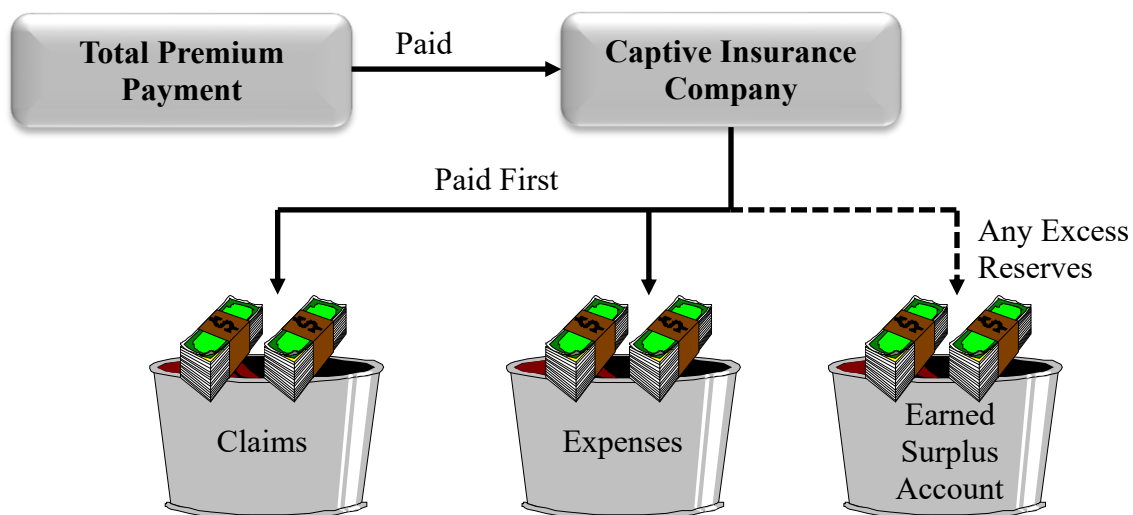 Total Premium
Payment
Paid
Captive Insurance
Company
Paid First
Any Excess
Reserves
$
$
$
$
$
$
Claims
Expenses
Earned
Surplus
Account